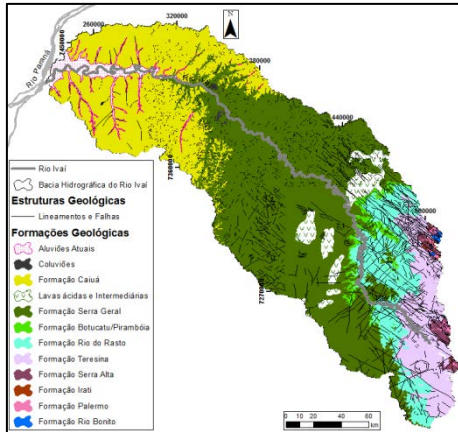 260000
320000
N
7450000
380000
Rio Paraná
440000
7360000
Rio Ivaí
Bacia Hidrográfica do Rio Ivaí
Estruturas Geológicas
Lineamentos e Falhas
Formações Geológicas
Aluviões Atuais
Coluviões
Formação Caiuá
Lavas ácidas e Intermediárias
Formação Serra Geral
Formação Botucatu/Pirambóia
Formação Rio do Rasto
Formação Teresina
Formação Serra Alta
Formação Irati
Formação Palermo
Formação Rio Bonito
7270000
0 10 20 40 60
km